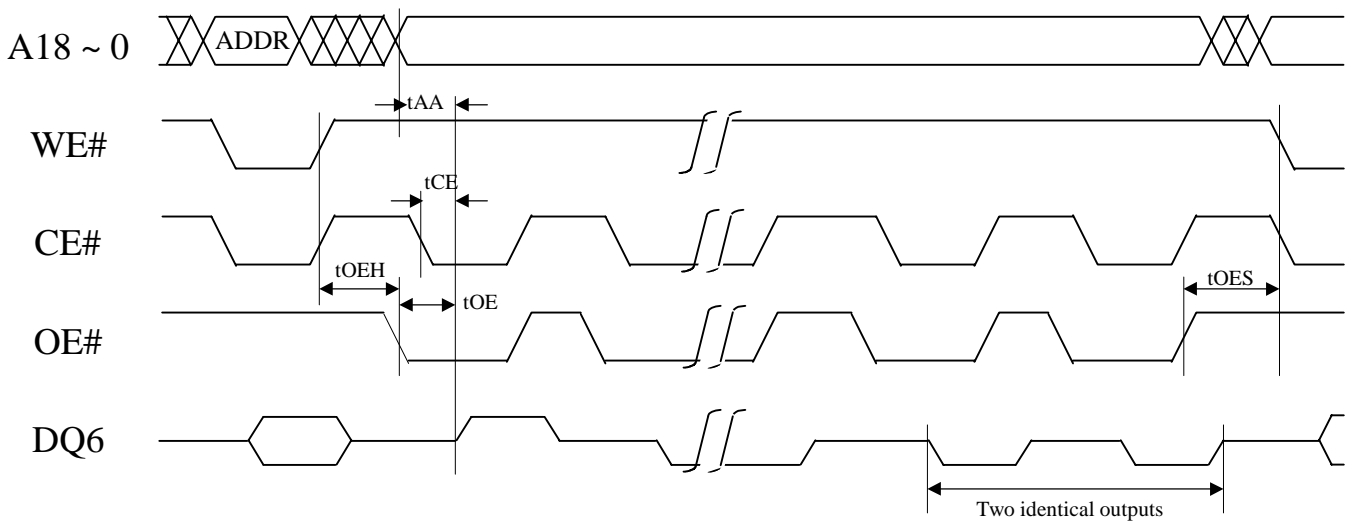 A18 ~ 0
ADDR
tAA
WE#
tCE
CE#
tOEH
tOES
tOE
OE#
DQ6
Two identical outputs